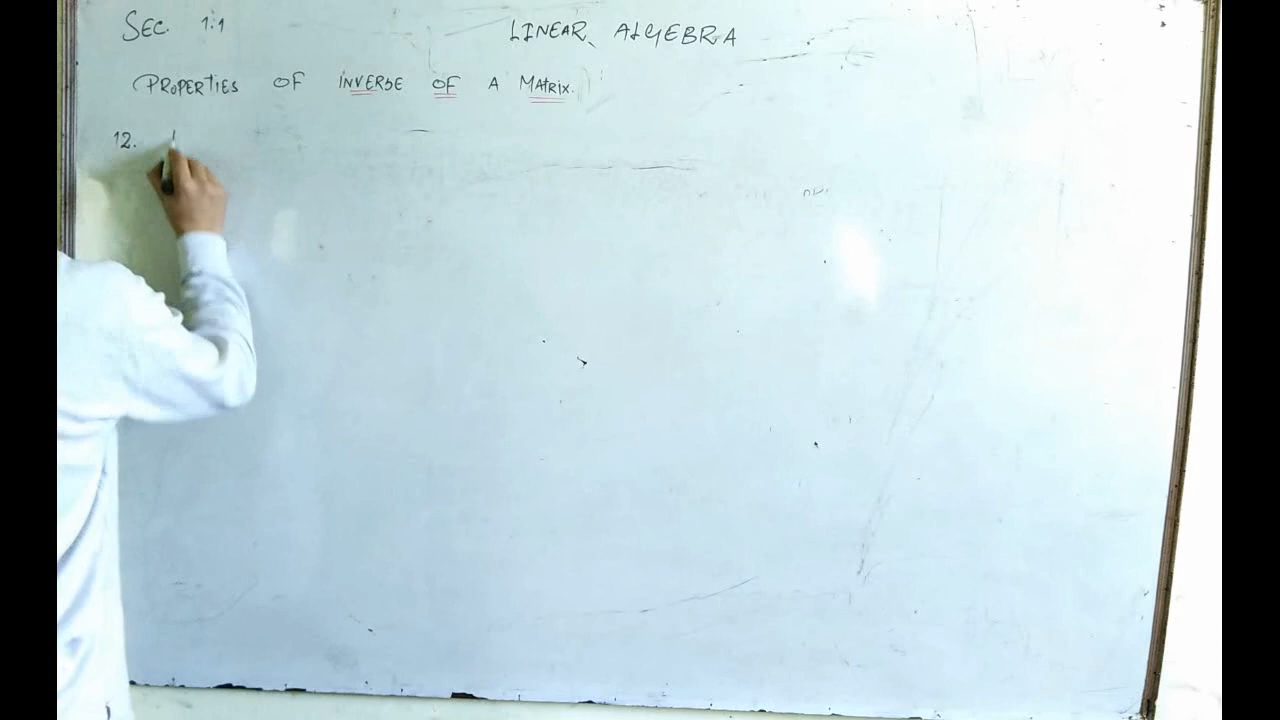 SEC. 1.1
LINEAR ALGEBRA
PROPERTIES OF INVERSE OF A MATRIX.
12.